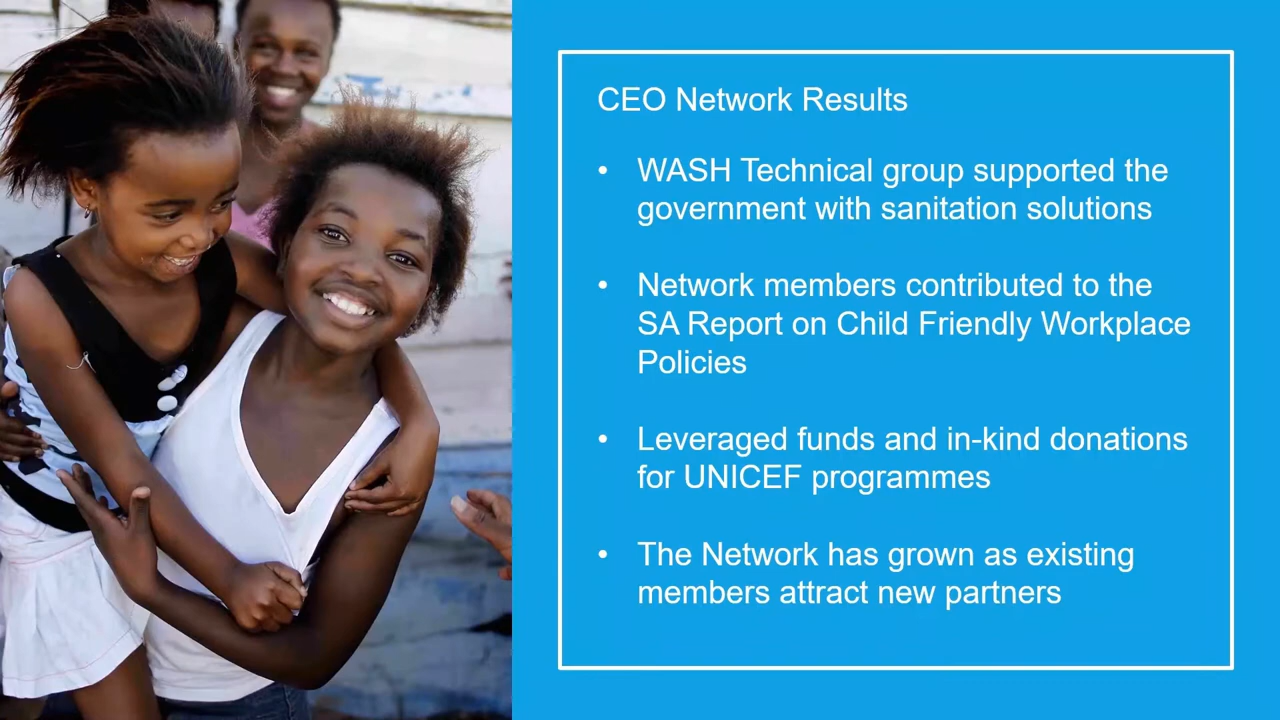 CEO Network Results
• WASH Technical group supported the
government with sanitation solutions
• Network members contributed to the
SA Report on Child Friendly Workplace
Policies
• Leveraged funds and in-kind donations
for UNICEF programmes
• The Network has grown as existing
members attract new partners